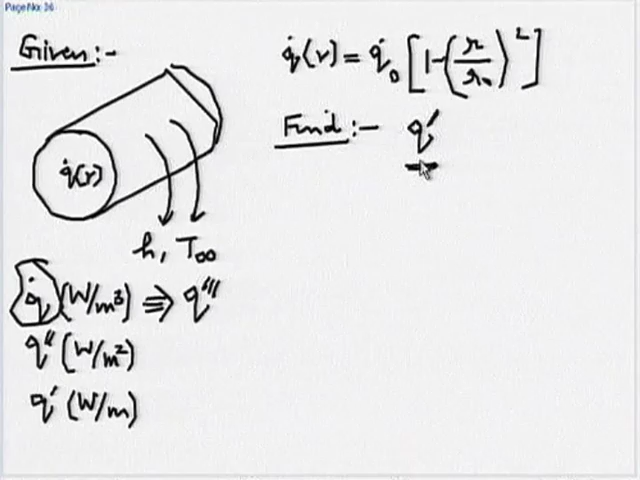 Page No: 36
Given:-
q̇(r) = q̇₀ [1-(r/r₀)²]
Find:- q′
q̇(r)
h, T∞
q̇ (W/m³) ⇛ q‴
q″ (W/m²)
q′ (W/m)